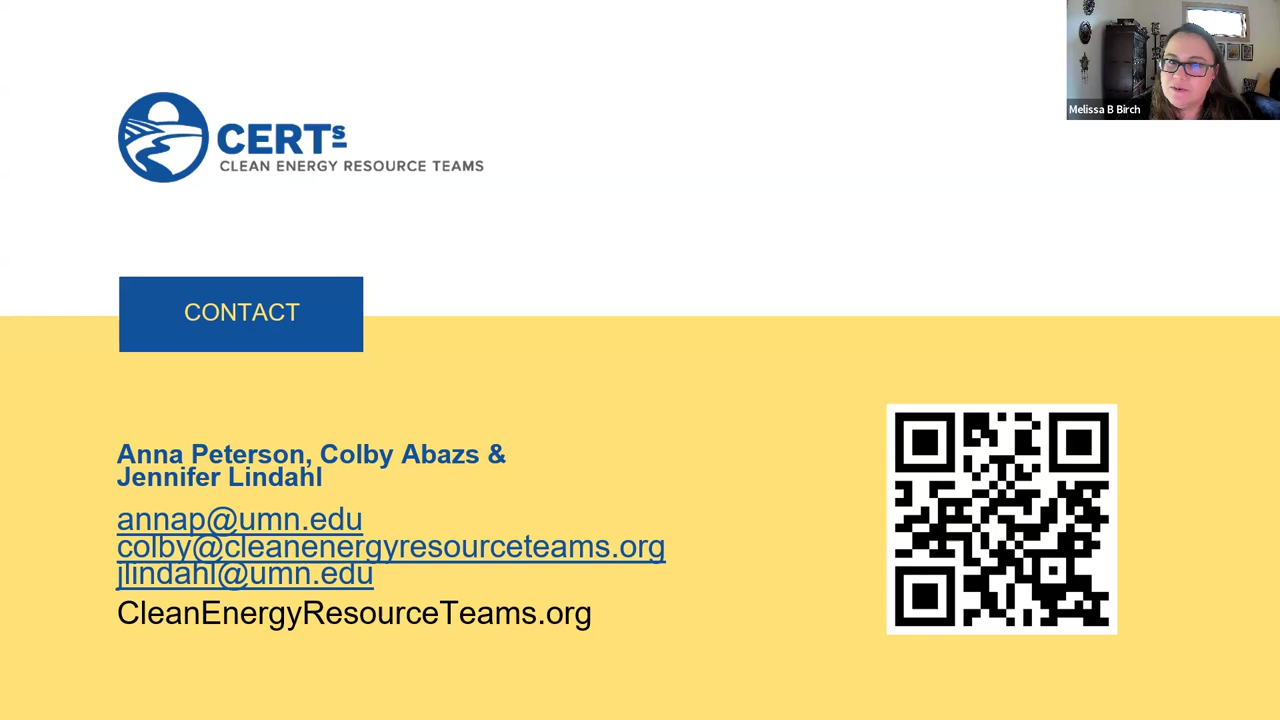 Melissa B Birch
CERTs
CLEAN ENERGY RESOURCE TEAMS
CONTACT
Anna Peterson, Colby Abazs &
Jennifer Lindahl
annap@umn.edu
colby@cleanenergyresourceteams.org
jlindahl@umn.edu
CleanEnergyResourceTeams.org